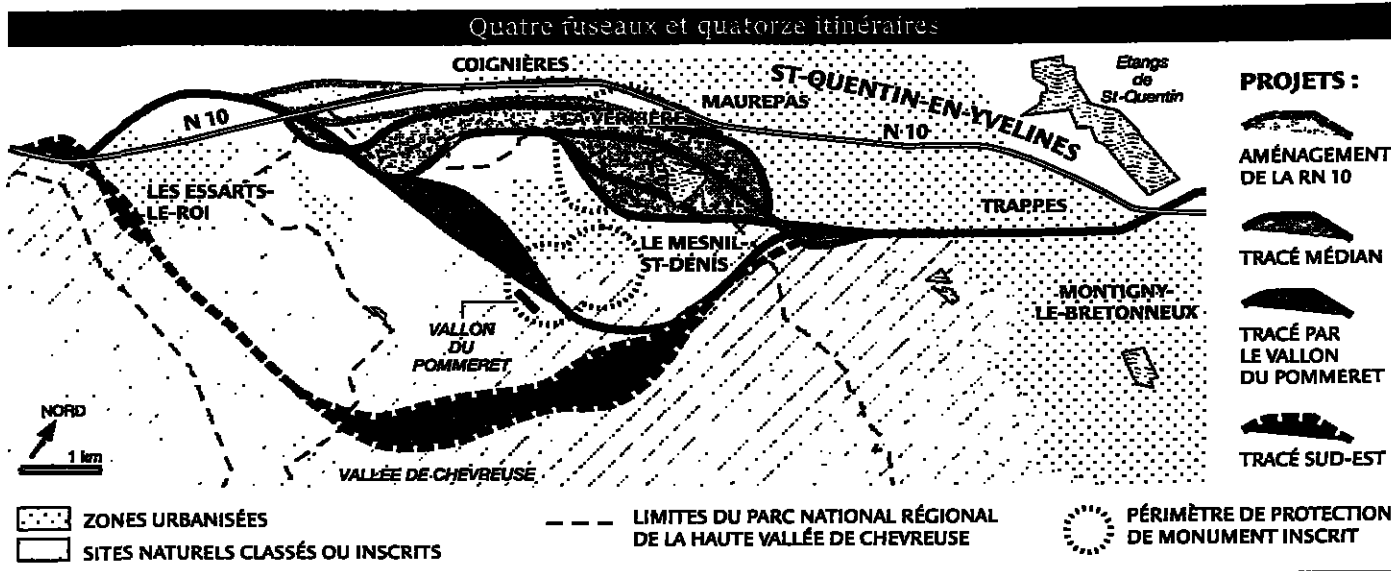 Quatre fuseaux et quatorze itinéraires
COIGNIÈRES
ST-QUENTIN-EN-YVELINES
Etangs
de
St-Quentin
MAUREPAS
N 10
LA VERRIÈRE
N 10
LES ESSARTS-
LE-ROI
TRAPPES
LE MESNIL-
ST-DÉNIS
MONTIGNY-
LE-BRETONNEUX
VALLON
DU
POMMERET
NORD
1 km
VALLÉE DE CHEVREUSE
PROJETS :
AMÉNAGEMENT
DE LA RN 10
TRACÉ MÉDIAN
TRACÉ PAR
LE VALLON
DU POMMERET
TRACÉ SUD-EST
ZONES URBANISÉES
SITES NATURELS CLASSÉS OU INSCRITS
LIMITES DU PARC NATIONAL RÉGIONAL
DE LA HAUTE VALLÉE DE CHEVREUSE
PÉRIMÈTRE DE PROTECTION
DE MONUMENT INSCRIT